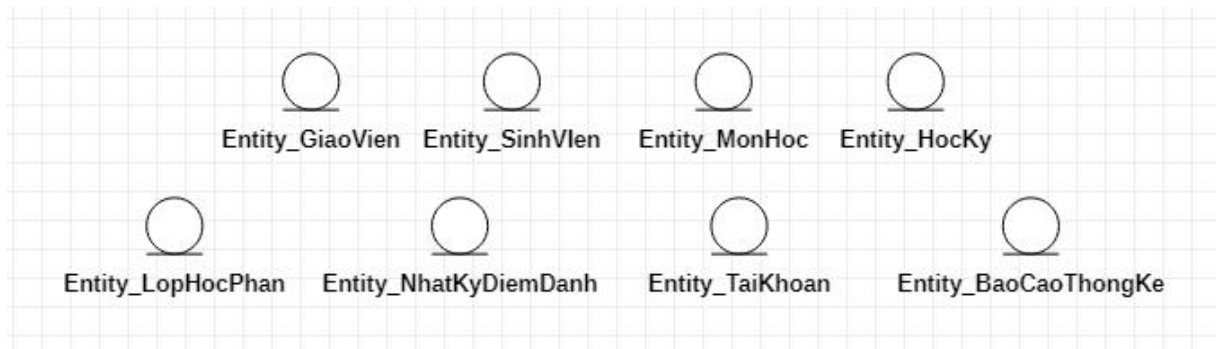 Entity_GiaoVien Entity_SinhVIen Entity_MonHoc Entity_HocKy
Entity_LopHocPhan Entity_NhatKyDiemDanh Entity_TaiKhoan Entity_BaoCaoThongKe